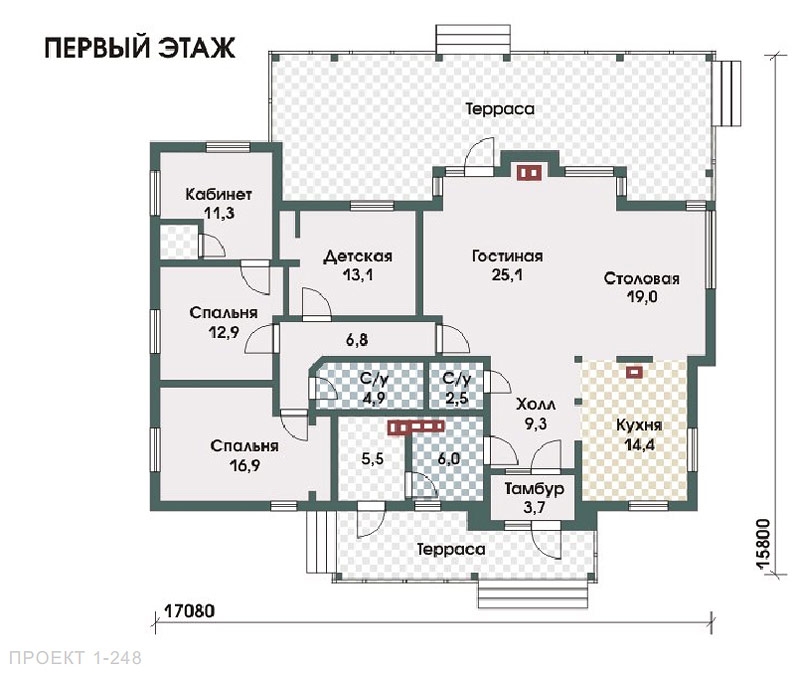 ПЕРВЫЙ ЭТАЖ
Терраса
Кабинет
11,3
Детская
13,1
Гостиная
25,1
Столовая
19,0
Спальня
12,9
6,8
С/у
4,9
С/у
2,5
Холл
9,3
Кухня
14,4
Спальня
16,9
5,5
6,0
Тамбур
3,7
Терраса
15800
17080
ПРОЕКТ 1-248